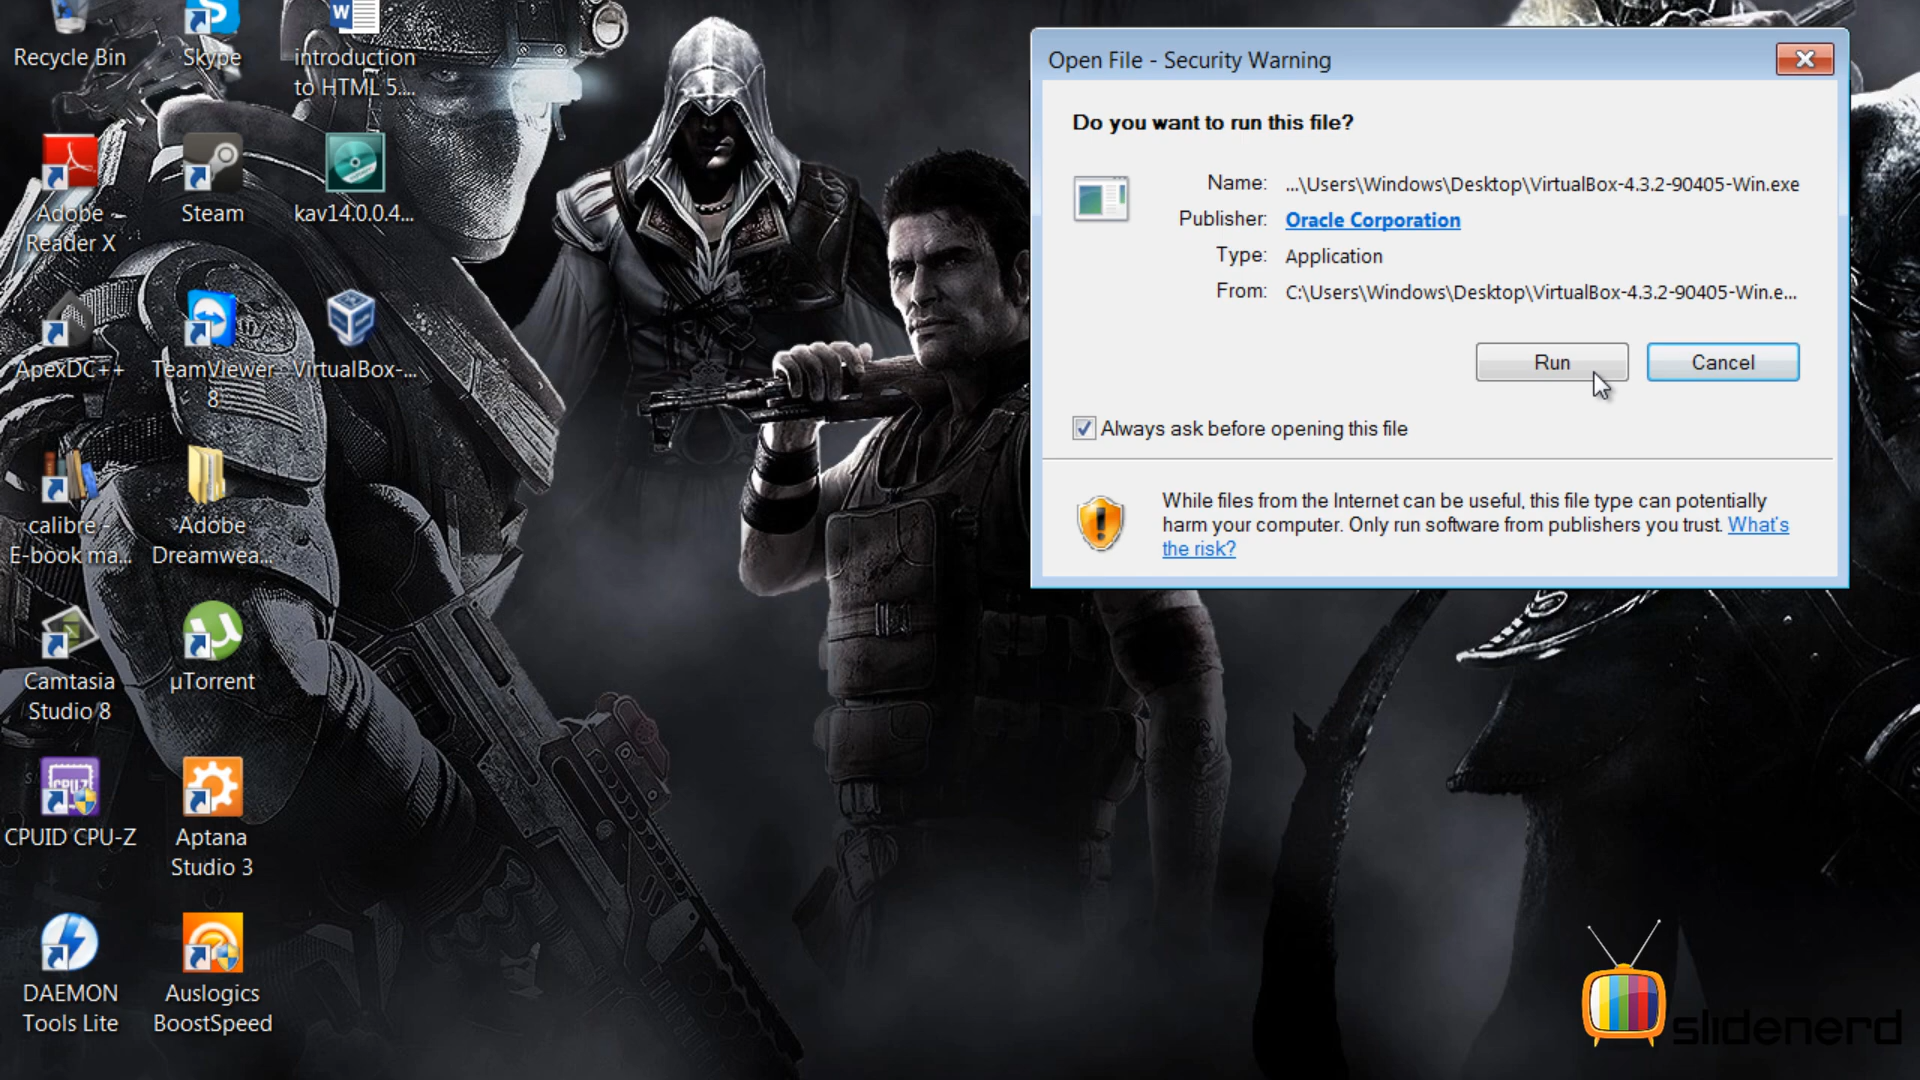 Recycle Bin
Skype
W
introduction
to HTML 5....
Adobe
Reader X
Steam
kav14.0.0.4...
ApexDC++
TeamViewer
8
VirtualBox-...
calibre -
E-book ma...
Adobe
Dreamwea...
Camtasia
Studio 8
µTorrent
CPU-Z
CPUID CPU-Z
Aptana
Studio 3
DAEMON
Tools Lite
Auslogics
BoostSpeed
Open File - Security Warning
Do you want to run this file?
Name: ...\Users\Windows\Desktop\VirtualBox-4.3.2-90405-Win.exe
Publisher: Oracle Corporation
Type: Application
From: C:\Users\Windows\Desktop\VirtualBox-4.3.2-90405-Win.e...
Run Cancel
Always ask before opening this file
While files from the Internet can be useful, this file type can potentially
harm your computer. Only run software from publishers you trust. What's
the risk?
slidenerd